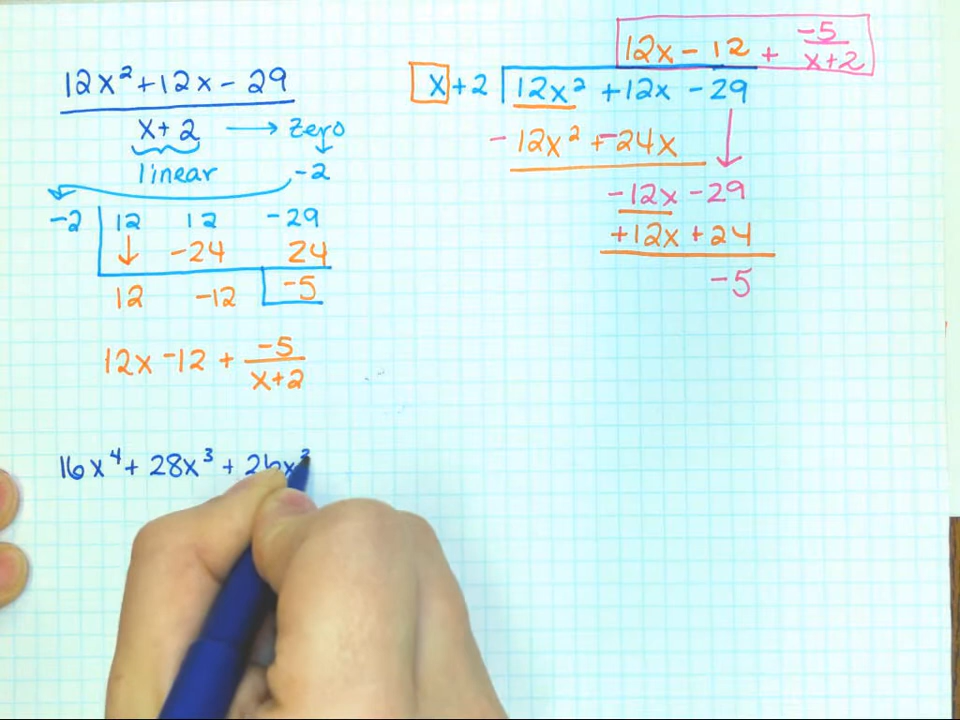 12x² + 12x - 29
x + 2 → Zero
linear
-2
-2 | 12 12 -29
↓ -24 24
12 -12 -5
12x - 12 + -5/(x+2)
16x⁴ + 28x³ + 26x²
12x - 12 + -5/(x+2)
x + 2 | 12x² + 12x - 29
- 12x² + - 24x
-12x - 29
+12x + 24
-5